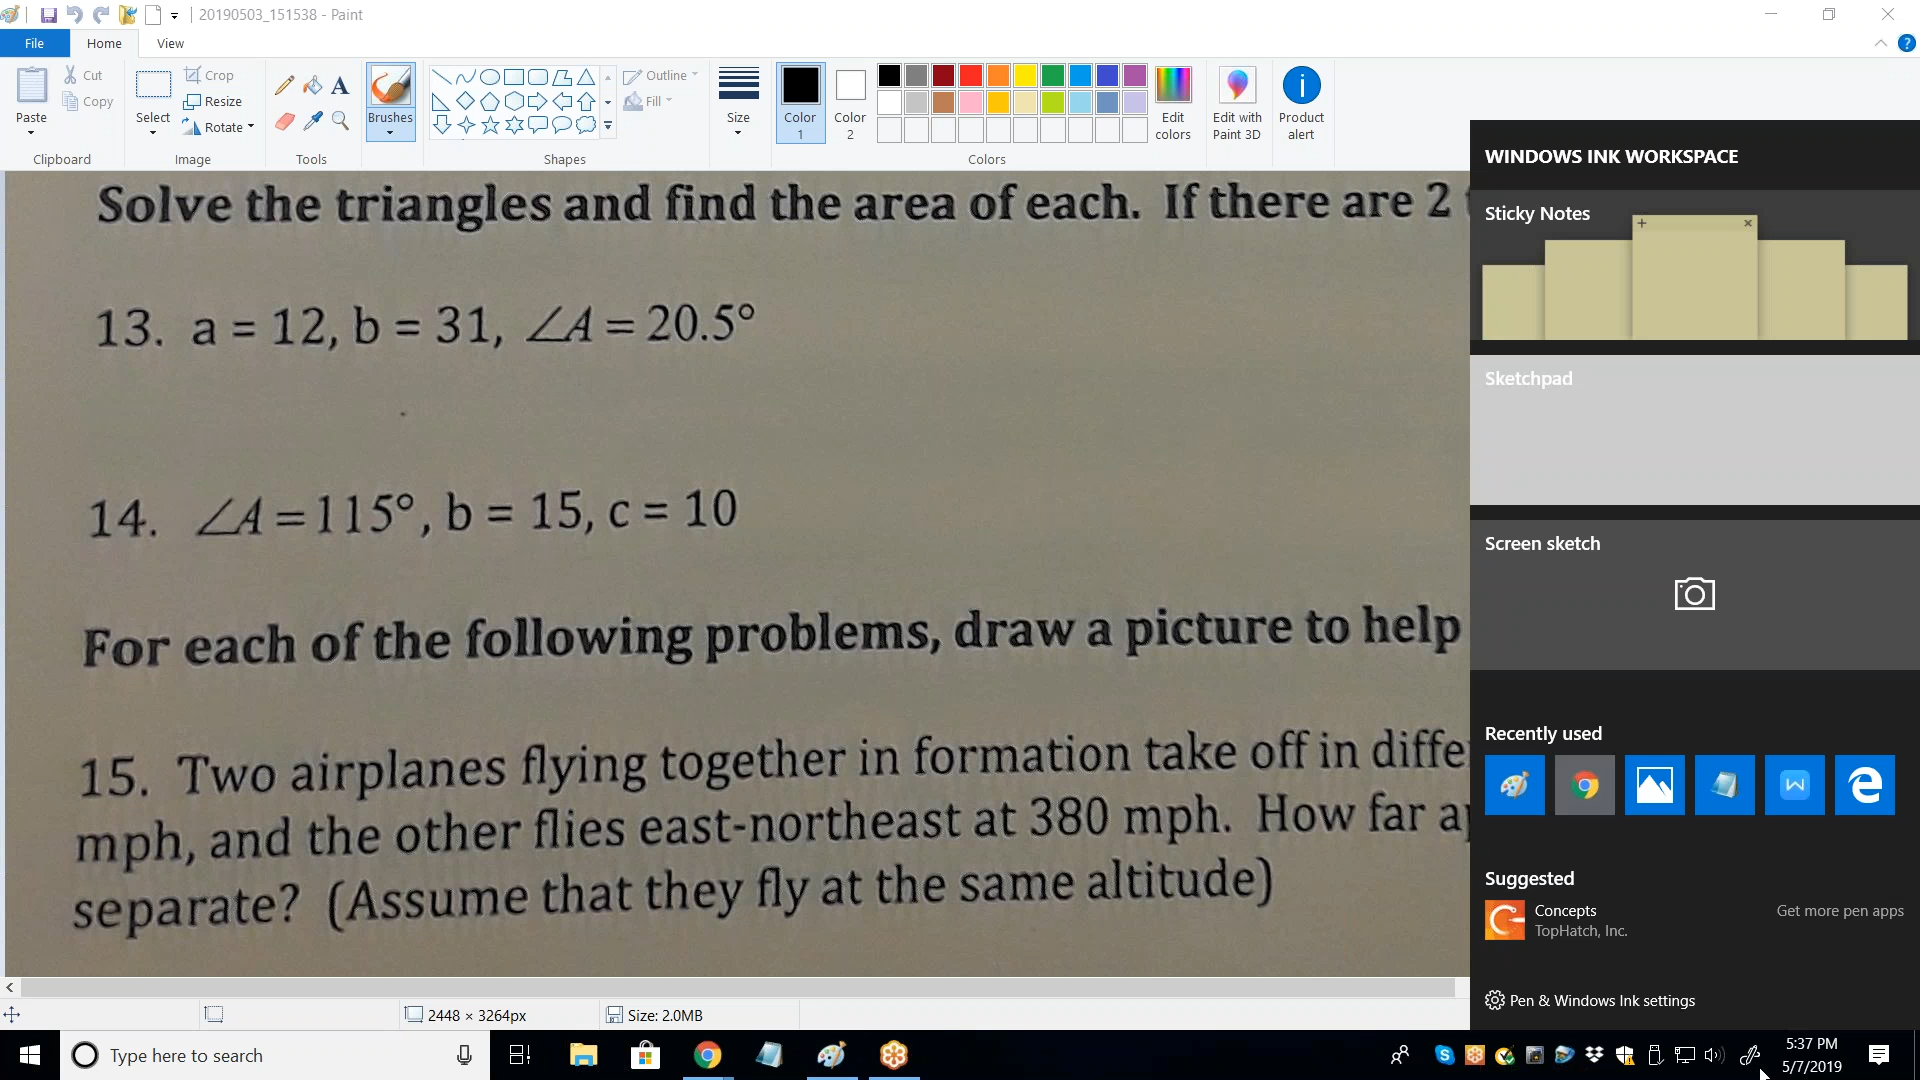 20190503_151538 - Paint
File Home View
Paste
Cut
Copy
Clipboard
Select
Crop
Resize
Rotate
Image
A
Tools
Brushes
Shapes
Outline
Fill
Size
Color 1
Color 2
Colors
Edit colors
Edit with Paint 3D
Product alert
Solve the triangles and find the area of each. If there are 2
13. a = 12, b = 31, ∠A = 20.5°
14. ∠A = 115°, b = 15, c = 10
For each of the following problems, draw a picture to help
15. Two airplanes flying together in formation take off in diffe
mph, and the other flies east-northeast at 380 mph. How far a
separate? (Assume that they fly at the same altitude)
WINDOWS INK WORKSPACE
Sticky Notes
Sketchpad
Screen sketch
Recently used
Suggested
Concepts
TopHatch, Inc.
Get more pen apps
Pen & Windows Ink settings
2448 × 3264px
Size: 2.0MB
Type here to search
5:37 PM
5/7/2019